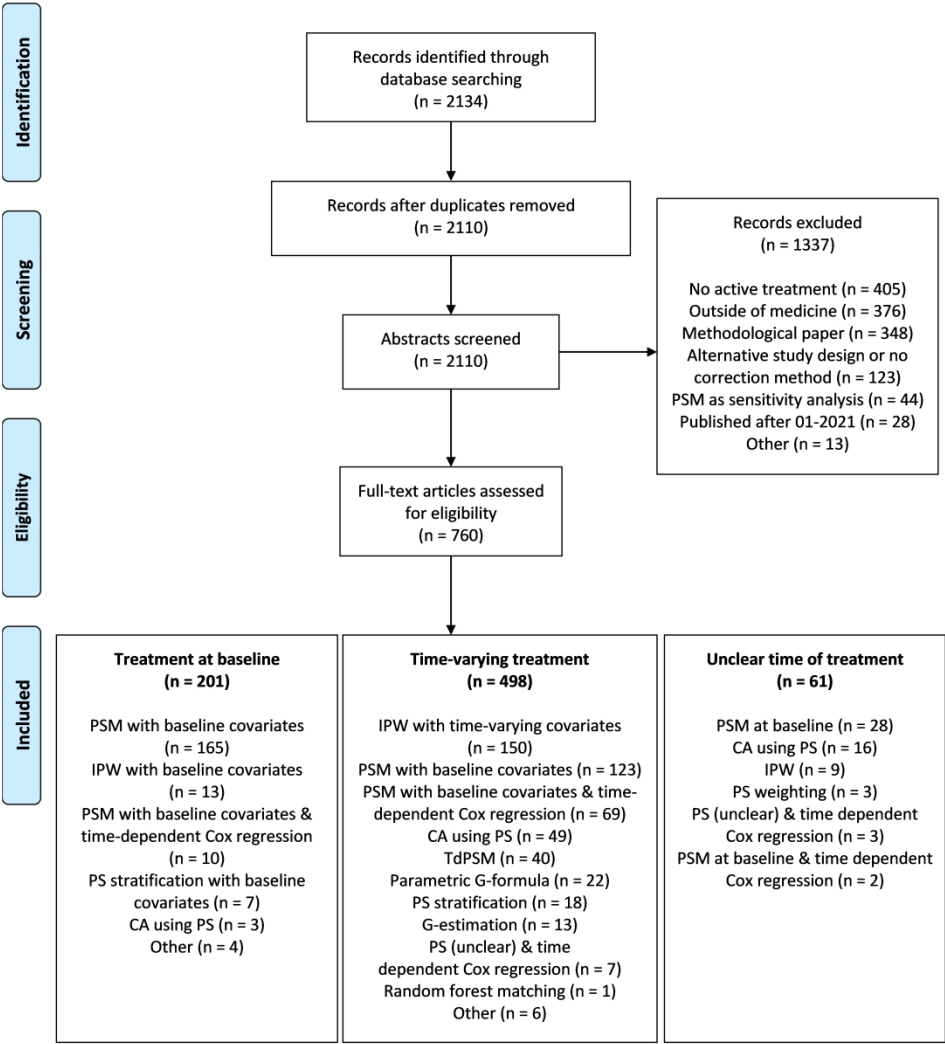 Identification
Records identified through
database searching
(n = 2134)
Records after duplicates removed
(n = 2110)
Screening
Abstracts screened
(n = 2110)
Records excluded
(n = 1337)
No active treatment (n = 405)
Outside of medicine (n = 376)
Methodological paper (n = 348)
Alternative study design or no
correction method (n = 123)
PSM as sensitivity analysis (n = 44)
Published after 01-2021 (n = 28)
Other (n = 13)
Eligibility
Full-text articles assessed
for eligibility
(n = 760)
Included
Treatment at baseline
(n = 201)
PSM with baseline covariates
(n = 165)
IPW with baseline covariates
(n = 13)
PSM with baseline covariates &
time-dependent Cox regression
(n = 10)
PS stratification with baseline
covariates (n = 7)
CA using PS (n = 3)
Other (n = 4)
Time-varying treatment
(n = 498)
IPW with time-varying covariates
(n = 150)
PSM with baseline covariates (n = 123)
PSM with baseline covariates & time-
dependent Cox regression (n = 69)
CA using PS (n = 49)
TdPSM (n = 40)
Parametric G-formula (n = 22)
PS stratification (n = 18)
G-estimation (n = 13)
PS (unclear) & time
dependent Cox regression (n = 7)
Random forest matching (n = 1)
Other (n = 6)
Unclear time of treatment
(n = 61)
PSM at baseline (n = 28)
CA using PS (n = 16)
IPW (n = 9)
PS weighting (n = 3)
PS (unclear) & time dependent
Cox regression (n = 3)
PSM at baseline & time dependent
Cox regression (n = 2)